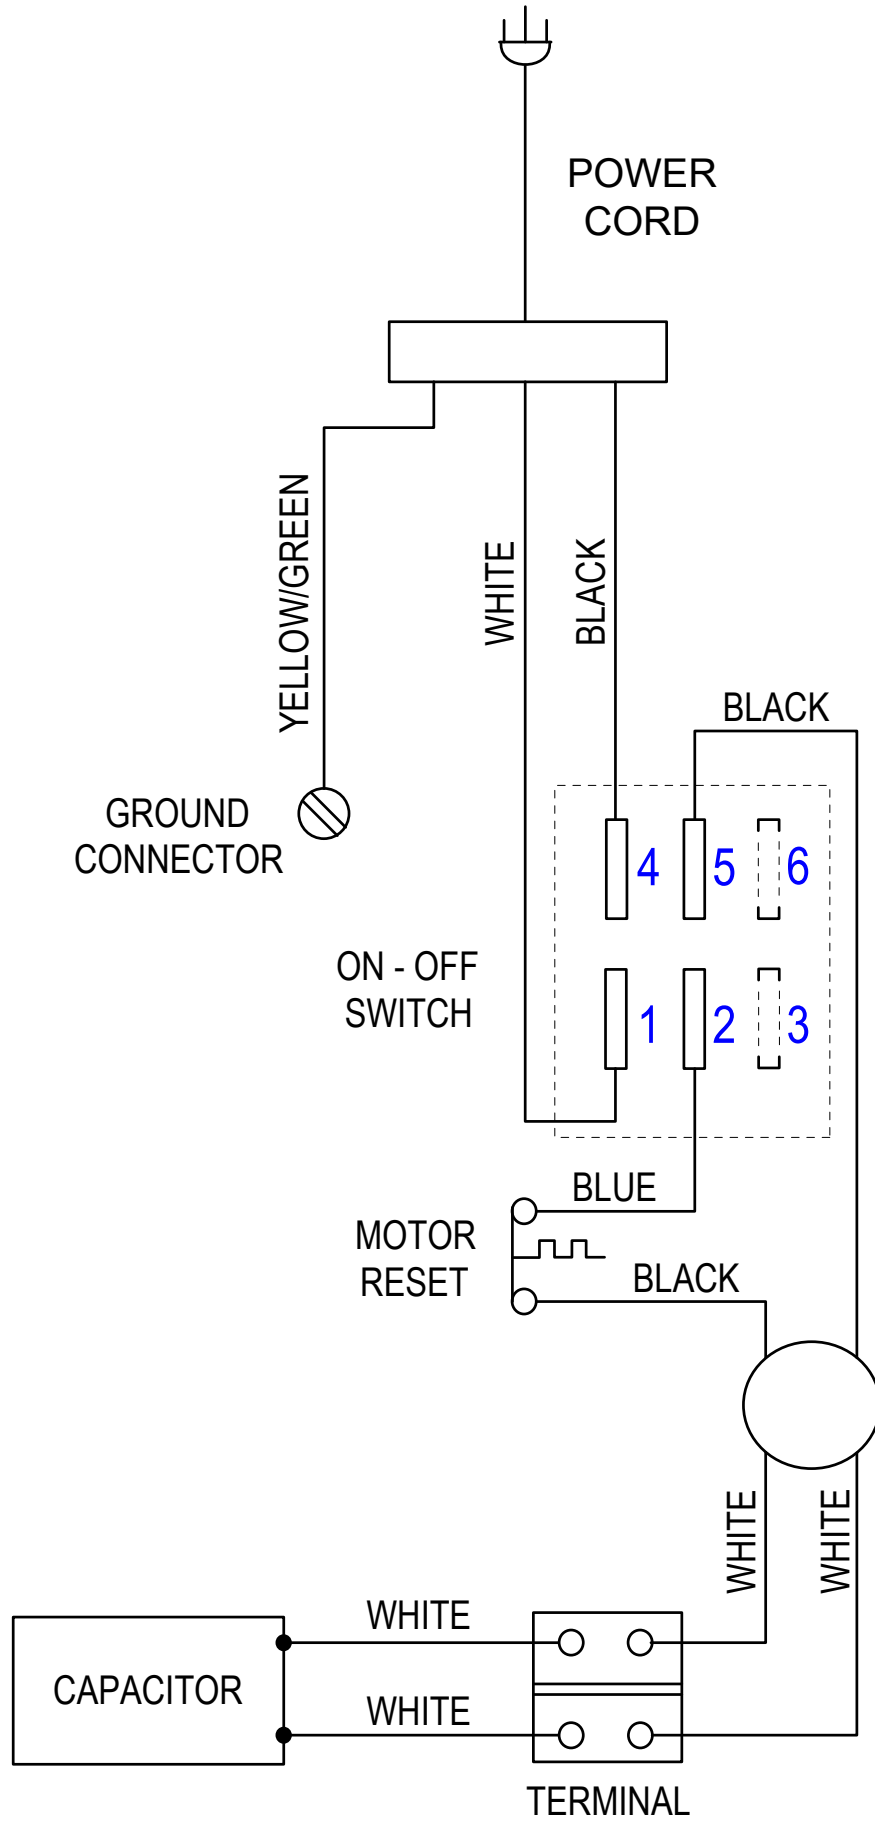 POWER
CORD
YELLOW/GREEN
WHITE
BLACK
BLACK
GROUND
CONNECTOR
4
5
6
ON - OFF
SWITCH
1
2
3
BLUE
MOTOR
RESET
BLACK
WHITE
WHITE
WHITE
CAPACITOR
WHITE
TERMINAL